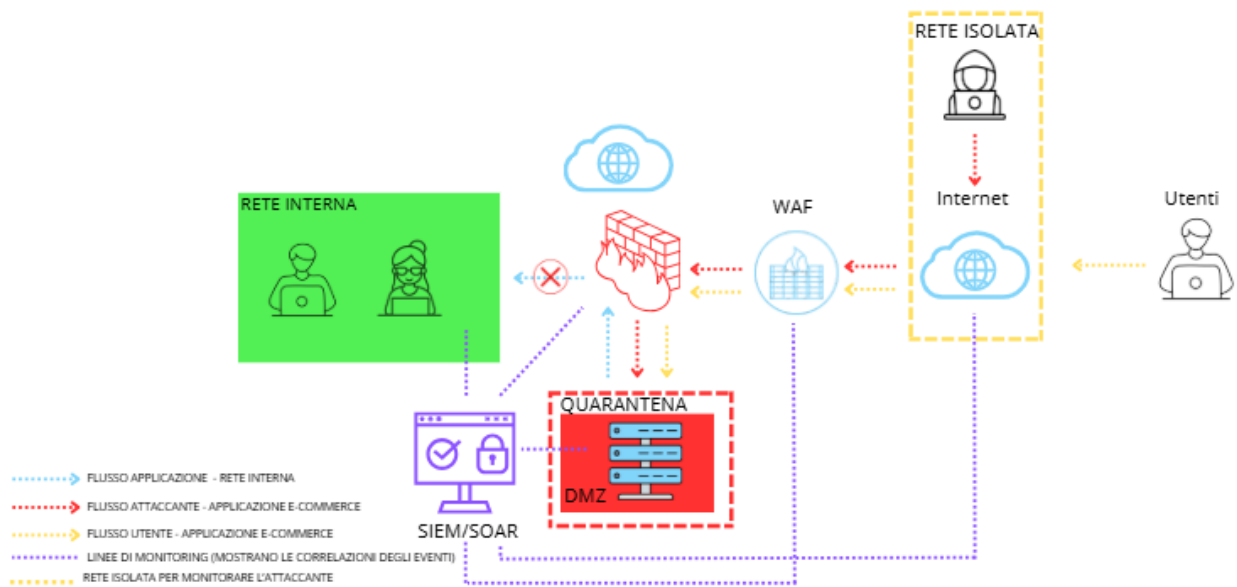 RETE ISOLATA
Internet
Utenti
WAF
RETE INTERNA
QUARANTENA
DMZ
SIEM/SOAR
FLUSSO APPLICAZIONE - RETE INTERNA
FLUSSO ATTACCANTE - APPLICAZIONE E-COMMERCE
FLUSSO UTENTE - APPLICAZIONE E-COMMERCE
LINEE DI MONITORING (MOSTRANO LE CORRELAZIONI DEGLI EVENTI)
RETE ISOLATA PER MONITORARE L'ATTACCANTE